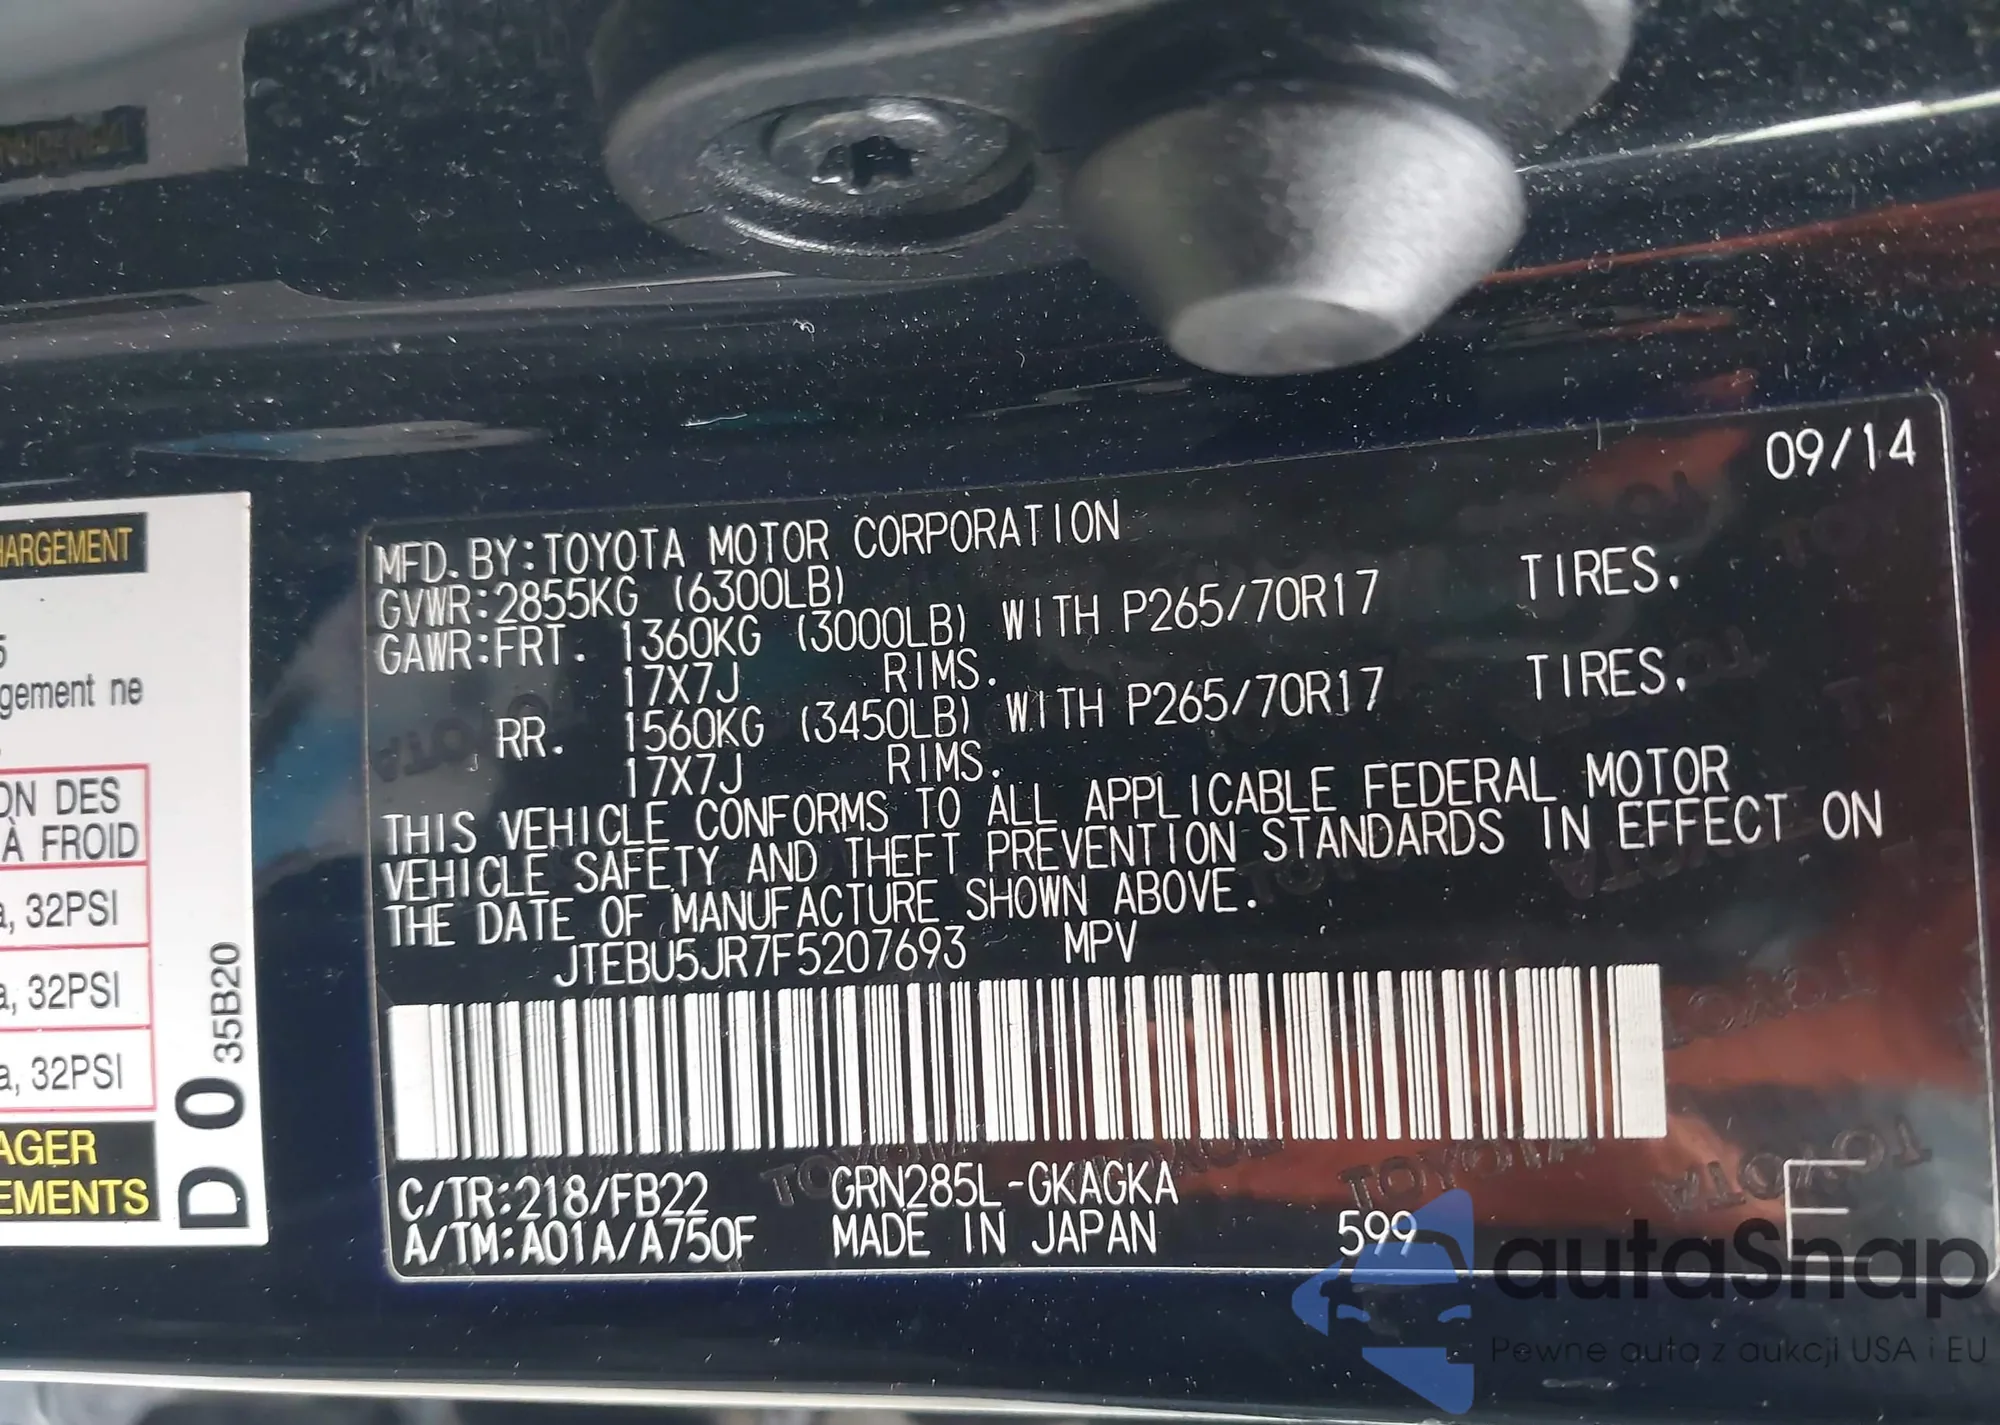 HARGEMENT
5
gement ne
ON DES
À FROID
a, 32PSI
a, 32PSI
a, 32PSI
AGER
EMENTS
D 0 35B20
09/14
MFD. BY:TOYOTA MOTOR CORPORATION
GVWR:2855KG (6300LB)
GAWR:FRT. 1360KG (3000LB) WITH P265/70R17 TIRES.
17X7J RIMS.
RR. 1560KG (3450LB) WITH P265/70R17 TIRES.
17X7J RIMS.
THIS VEHICLE CONFORMS TO ALL APPLICABLE FEDERAL MOTOR
VEHICLE SAFETY AND THEFT PREVENTION STANDARDS IN EFFECT ON
THE DATE OF MANUFACTURE SHOWN ABOVE.
JTEBU5JR7F5207693 MPV
C/TR:218/FB22 GRN285L-GKAGKA
A/TM:A01A/A750F MADE IN JAPAN 599 E
autaSnap
Pewne auta z aukcji USA i EU